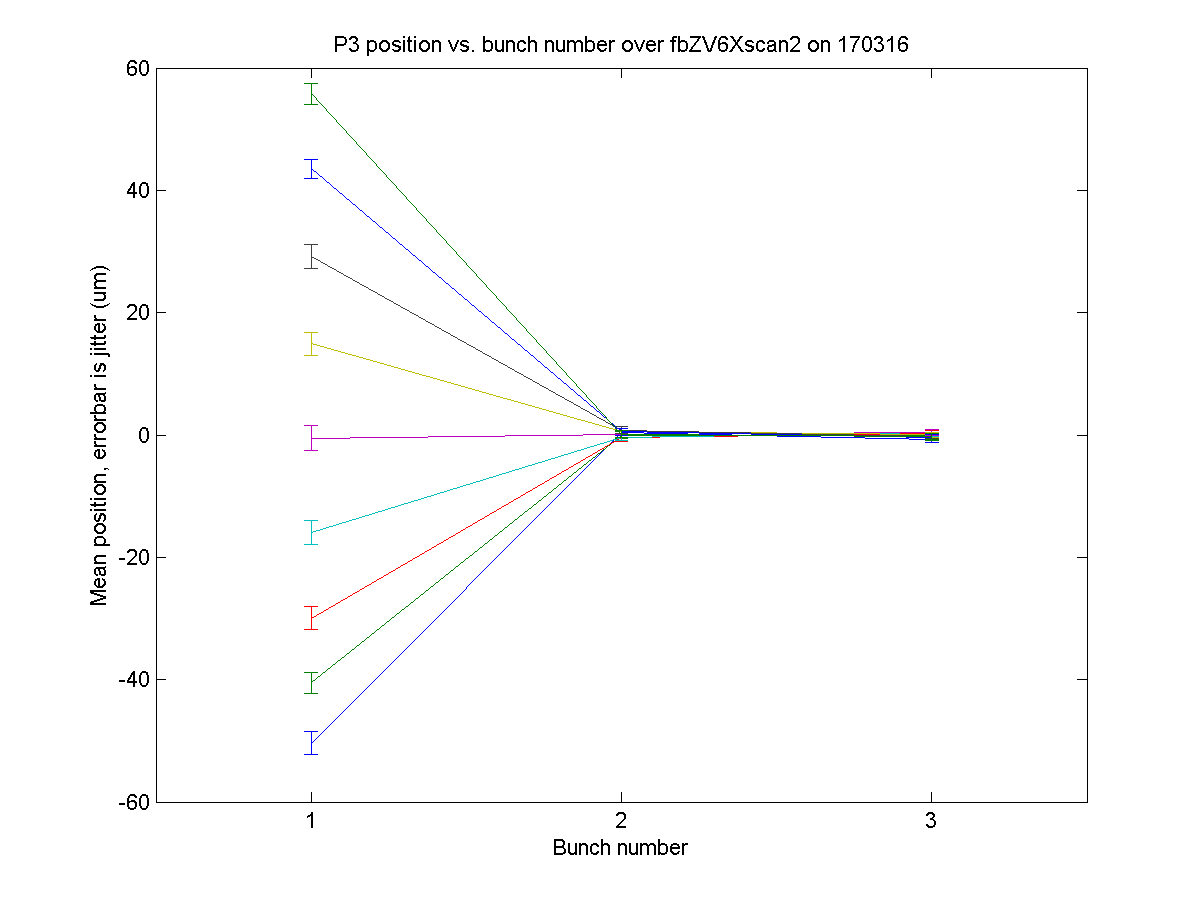 P3 position vs. bunch number over fbZV6Xscan2 on 170316
60
40
20
0
-20
-40
-60
Mean position, errorbar is jitter (um)
1 2 3
Bunch number